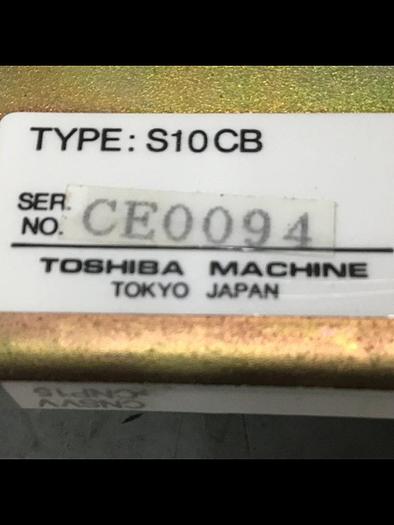 TYPE: S10CB
SER. NO. CE0094
TOSHIBA MACHINE
TOKYO JAPAN